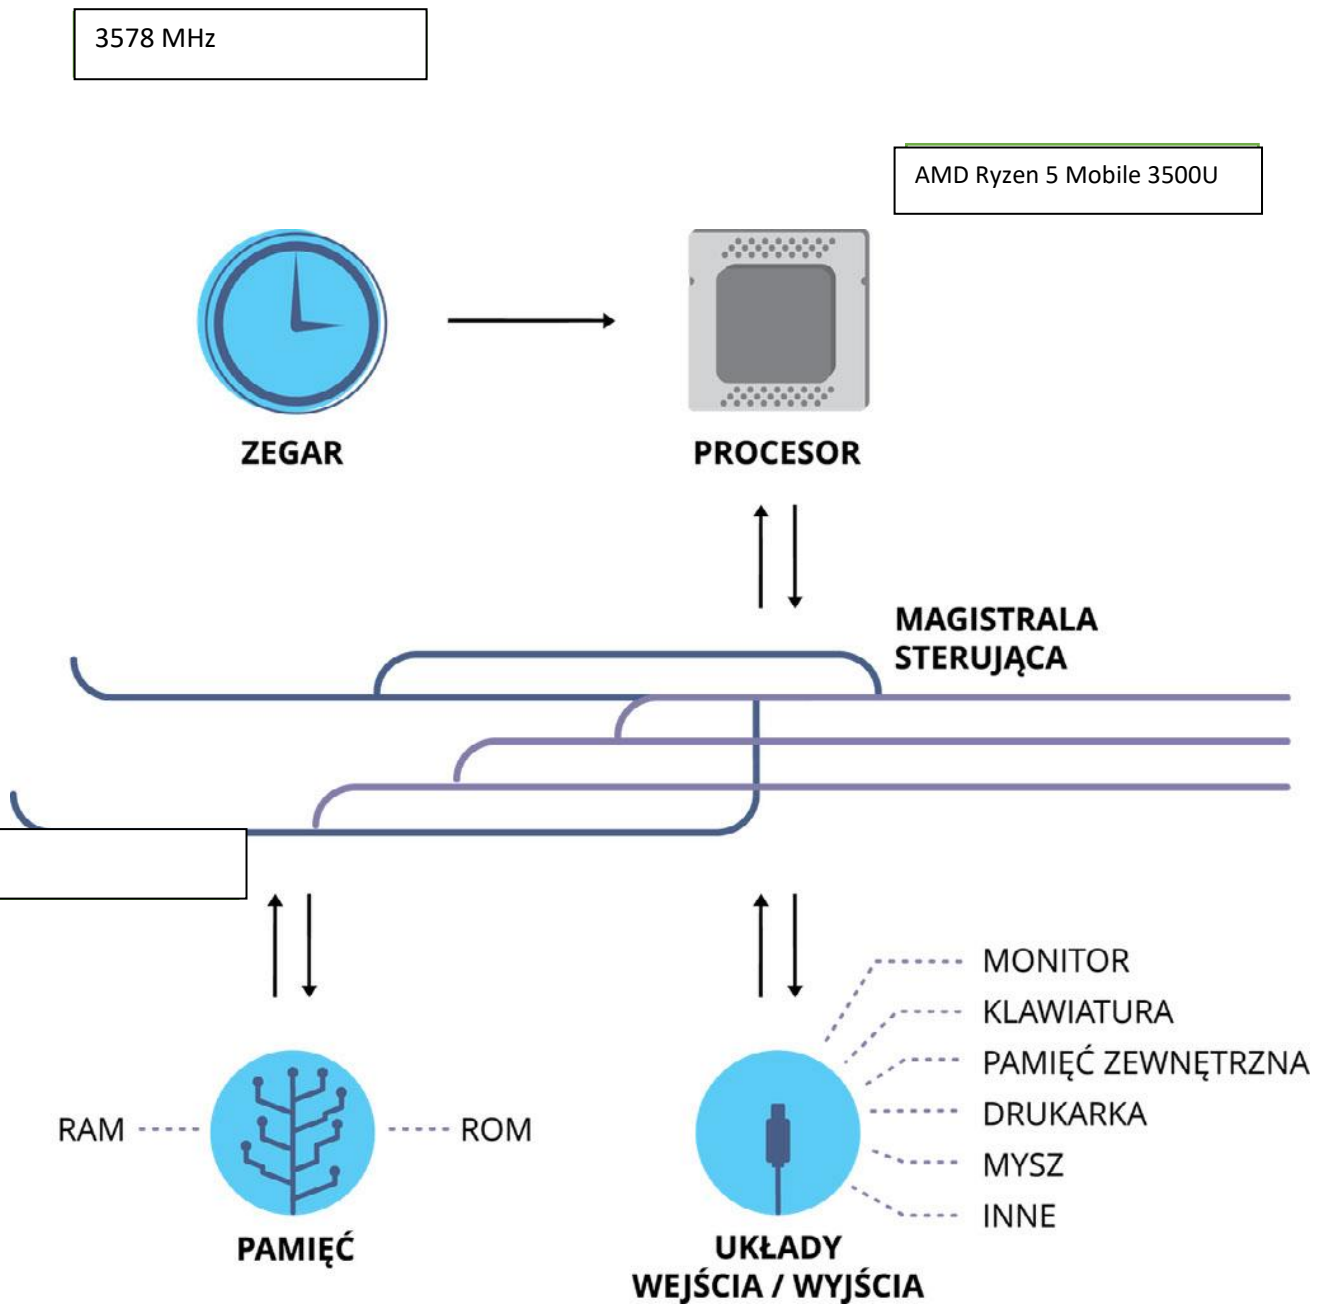 3578 MHz
AMD Ryzen 5 Mobile 3500U
ZEGAR
PROCESOR
MAGISTRALA
STERUJĄCA
MONITOR
KLAWIATURA
PAMIĘĆ ZEWNĘTRZNA
DRUKARKA
MYSZ
INNE
RAM
ROM
PAMIĘĆ
UKŁADY
WEJŚCIA / WYJŚCIA